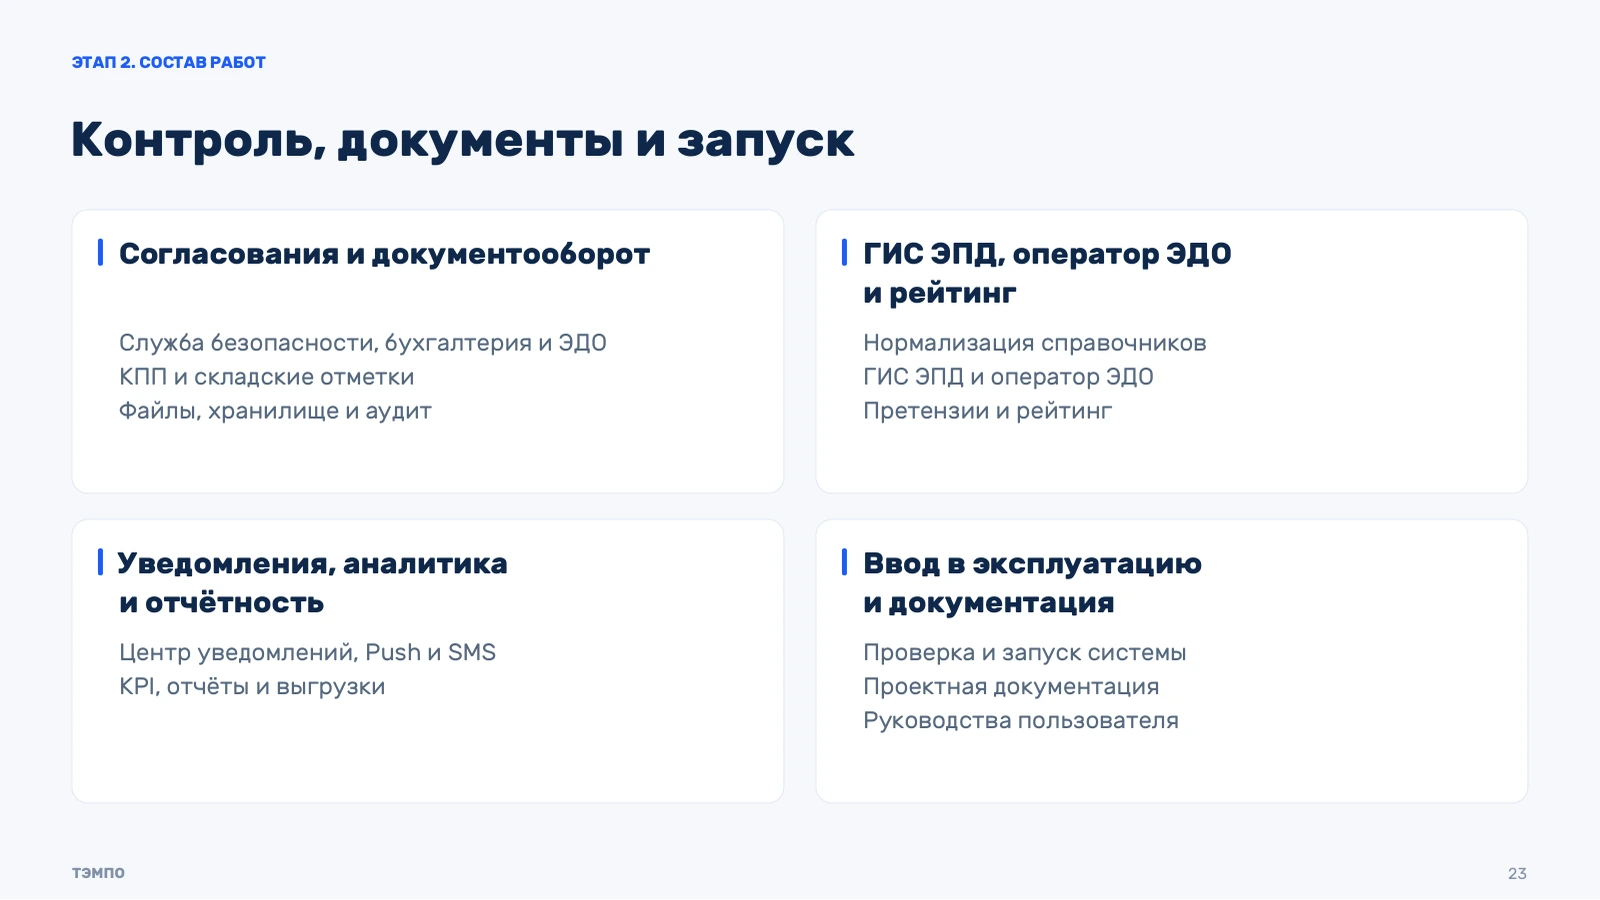 ЭТАП 2. СОСТАВ РАБОТ
Контроль, документы и запуск
Согласования и документооборот
Служба безопасности, бухгалтерия и ЭДО
КПП и складские отметки
Файлы, хранилище и аудит
ГИС ЭПД, оператор ЭДО
и рейтинг
Нормализация справочников
ГИС ЭПД и оператор ЭДО
Претензии и рейтинг
Уведомления, аналитика
и отчётность
Центр уведомлений, Push и SMS
KPI, отчёты и выгрузки
Ввод в эксплуатацию
и документация
Проверка и запуск системы
Проектная документация
Руководства пользователя
ТЭМПО
23